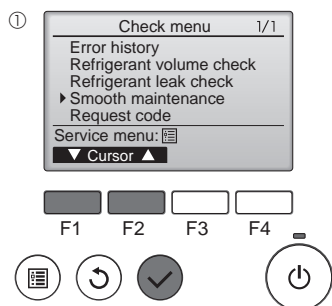 ①
Check menu 1/1
Error history
Refrigerant volume check
Refrigerant leak check
Smooth maintenance
Request code
Service menu:
▼ Cursor ▲
F1 F2 F3 F4